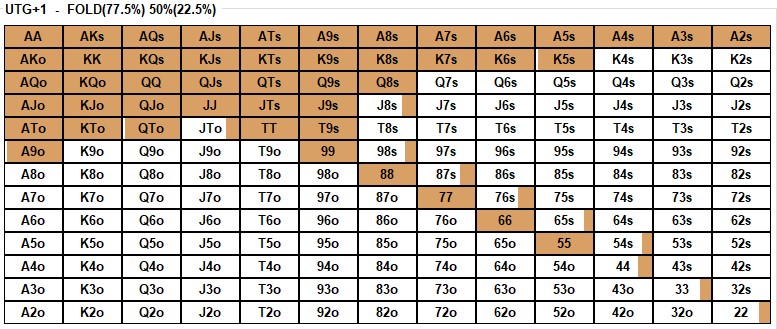 UTG+1 - FOLD(77.5%) 50%(22.5%)
AA AKs AQs AJs ATs A9s A8s A7s A6s A5s A4s A3s A2s
AKo KK KQs KJs KTs K9s K8s K7s K6s K5s K4s K3s K2s
AQo KQo QQ QJs QTs Q9s Q8s Q7s Q6s Q5s Q4s Q3s Q2s
AJo KJo QJo JJ JTs J9s J8s J7s J6s J5s J4s J3s J2s
ATo KTo QTo JTo TT T9s T8s T7s T6s T5s T4s T3s T2s
A9o K9o Q9o J9o T9o 99 98s 97s 96s 95s 94s 93s 92s
A8o K8o Q8o J8o T8o 98o 88 87s 86s 85s 84s 83s 82s
A7o K7o Q7o J7o T7o 97o 87o 77 76s 75s 74s 73s 72s
A6o K6o Q6o J6o T6o 96o 86o 76o 66 65s 64s 63s 62s
A5o K5o Q5o J5o T5o 95o 85o 75o 65o 55 54s 53s 52s
A4o K4o Q4o J4o T4o 94o 84o 74o 64o 54o 44 43s 42s
A3o K3o Q3o J3o T3o 93o 83o 73o 63o 53o 43o 33 32s
A2o K2o Q2o J2o T2o 92o 82o 72o 62o 52o 42o 32o 22